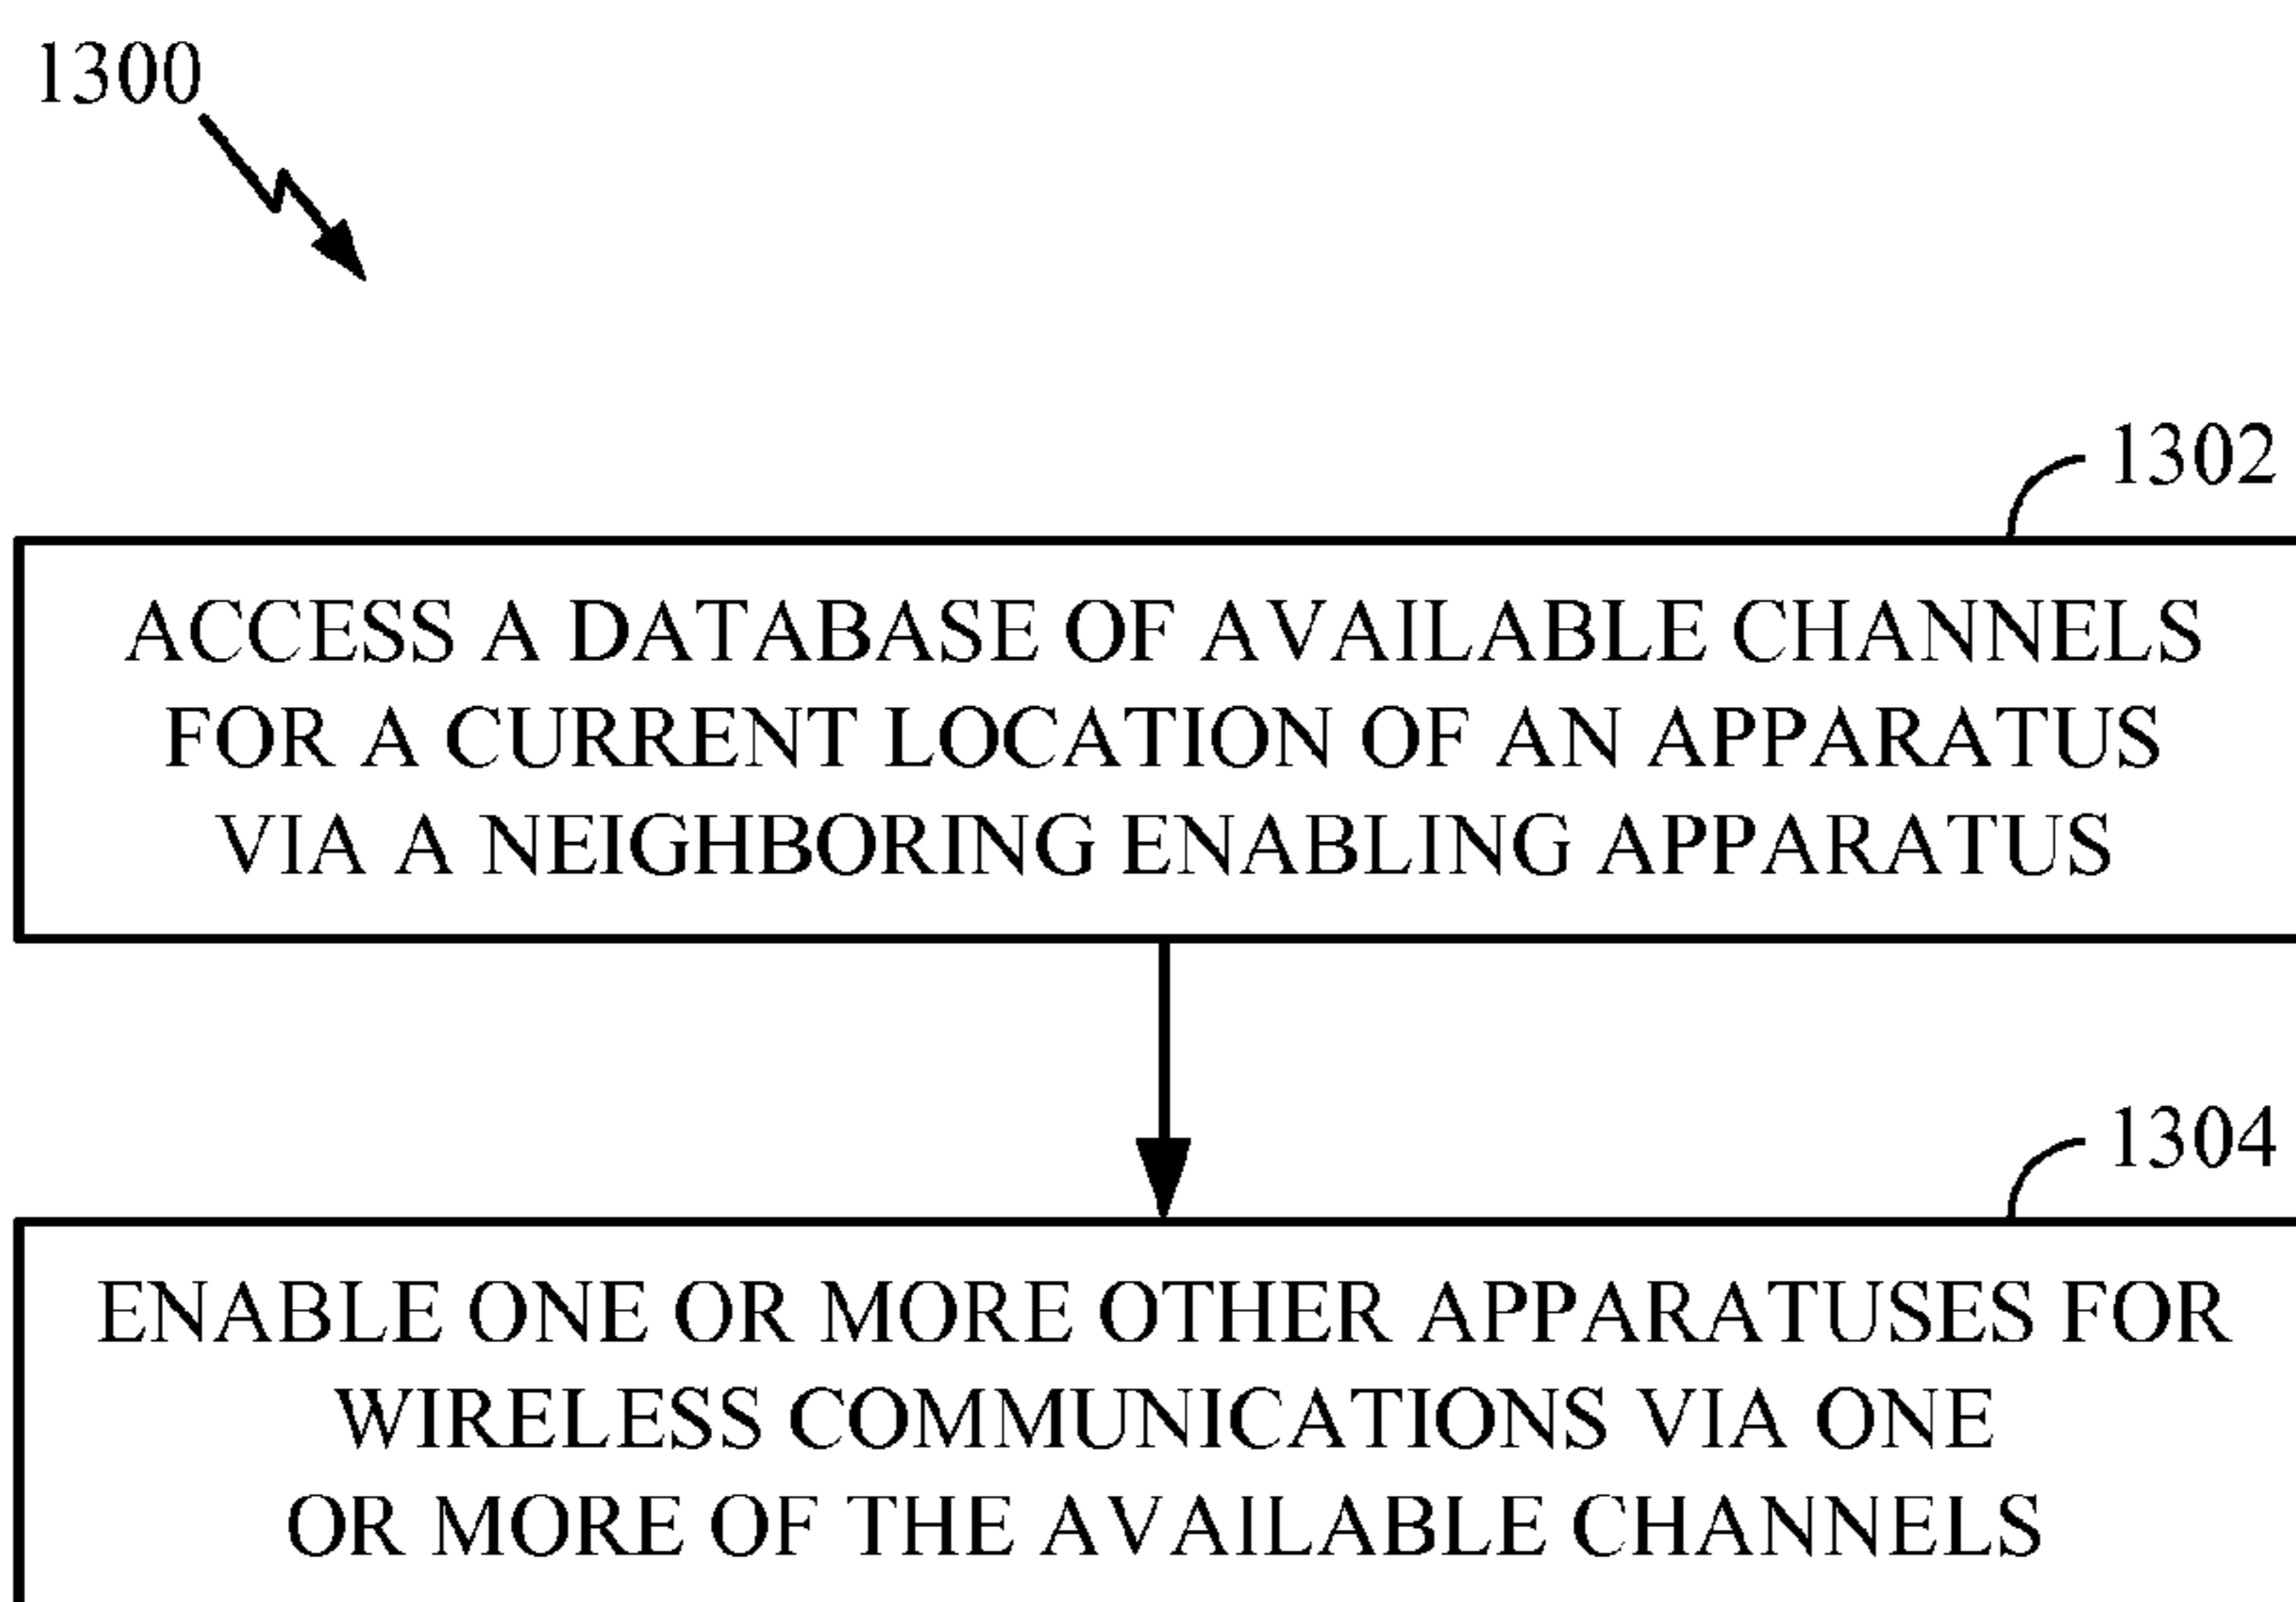 1300
1302
ACCESS A DATABASE OF AVAILABLE CHANNELS
FOR A CURRENT LOCATION OF AN APPARATUS
VIA A NEIGHBORING ENABLING APPARATUS
1304
ENABLE ONE OR MORE OTHER APPARATUSES FOR
WIRELESS COMMUNICATIONS VIA ONE
OR MORE OF THE AVAILABLE CHANNELS